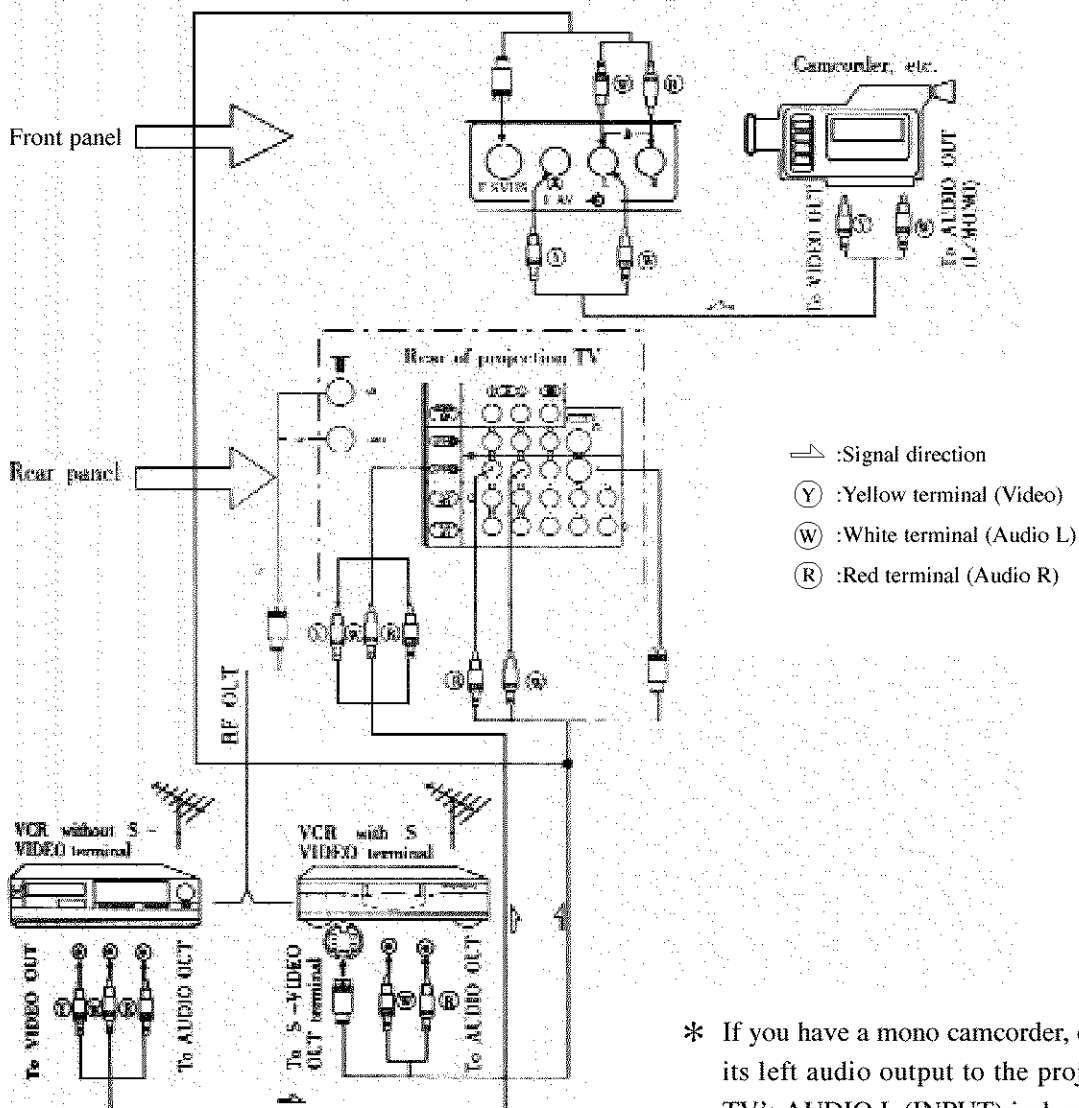 Camcorder, etc.
Front panel
To VIDEO OUT
To AUDIO OUT
(L/MONO)
Rear of projection TV
Rear panel
:Signal direction
Ⓨ :Yellow terminal (Video)
Ⓦ :White terminal (Audio L)
Ⓡ :Red terminal (Audio R)
RF OUT
VCR without S -
VIDEO terminal
VCR with S
VIDEO terminal
To VIDEO OUT
To AUDIO OUT
To S -VIDEO
OUT terminal
To AUDIO OUT
* If you have a mono camcorder,
its left audio output to the
TV's AUDIO L (INPUT)